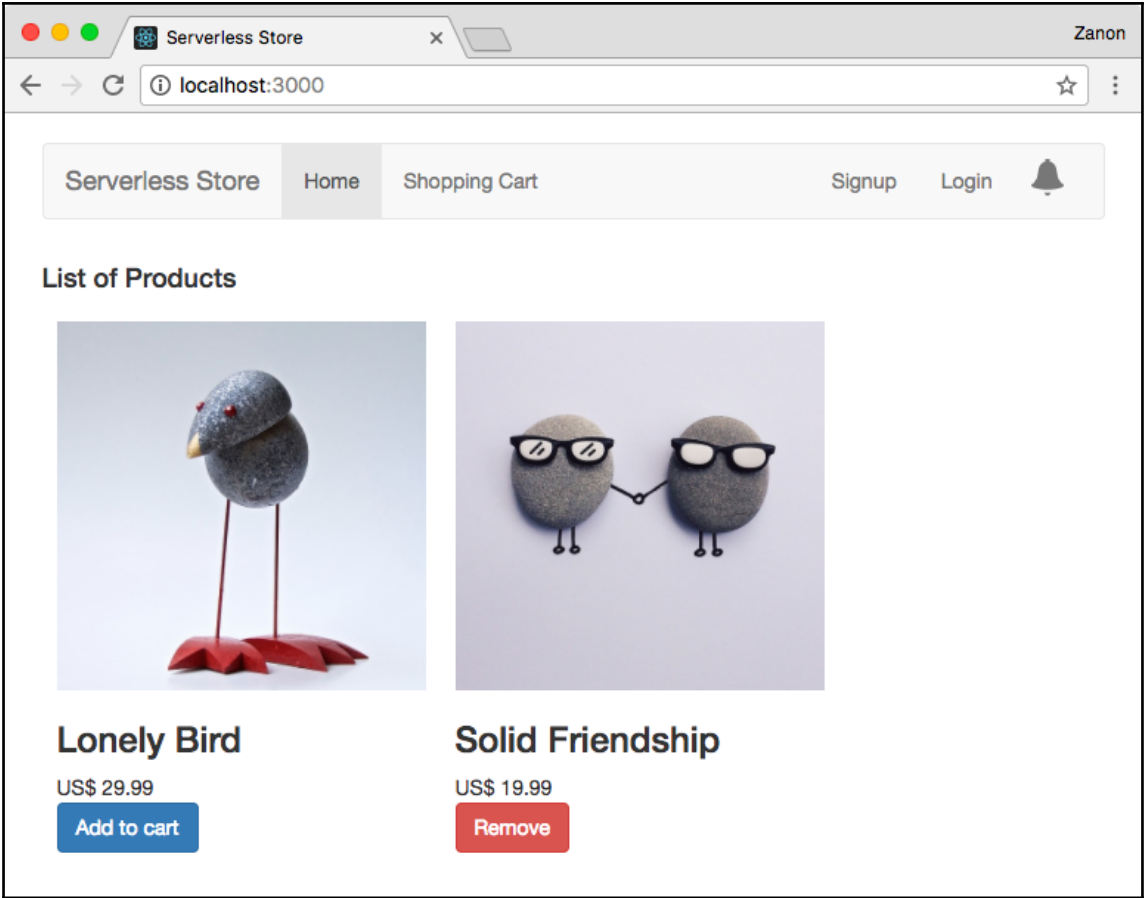 Serverless Store
Zanon
localhost:3000
Serverless Store Home Shopping Cart Signup Login
List of Products
Lonely Bird Solid Friendship
US$ 29.99 US$ 19.99
Add to cart Remove